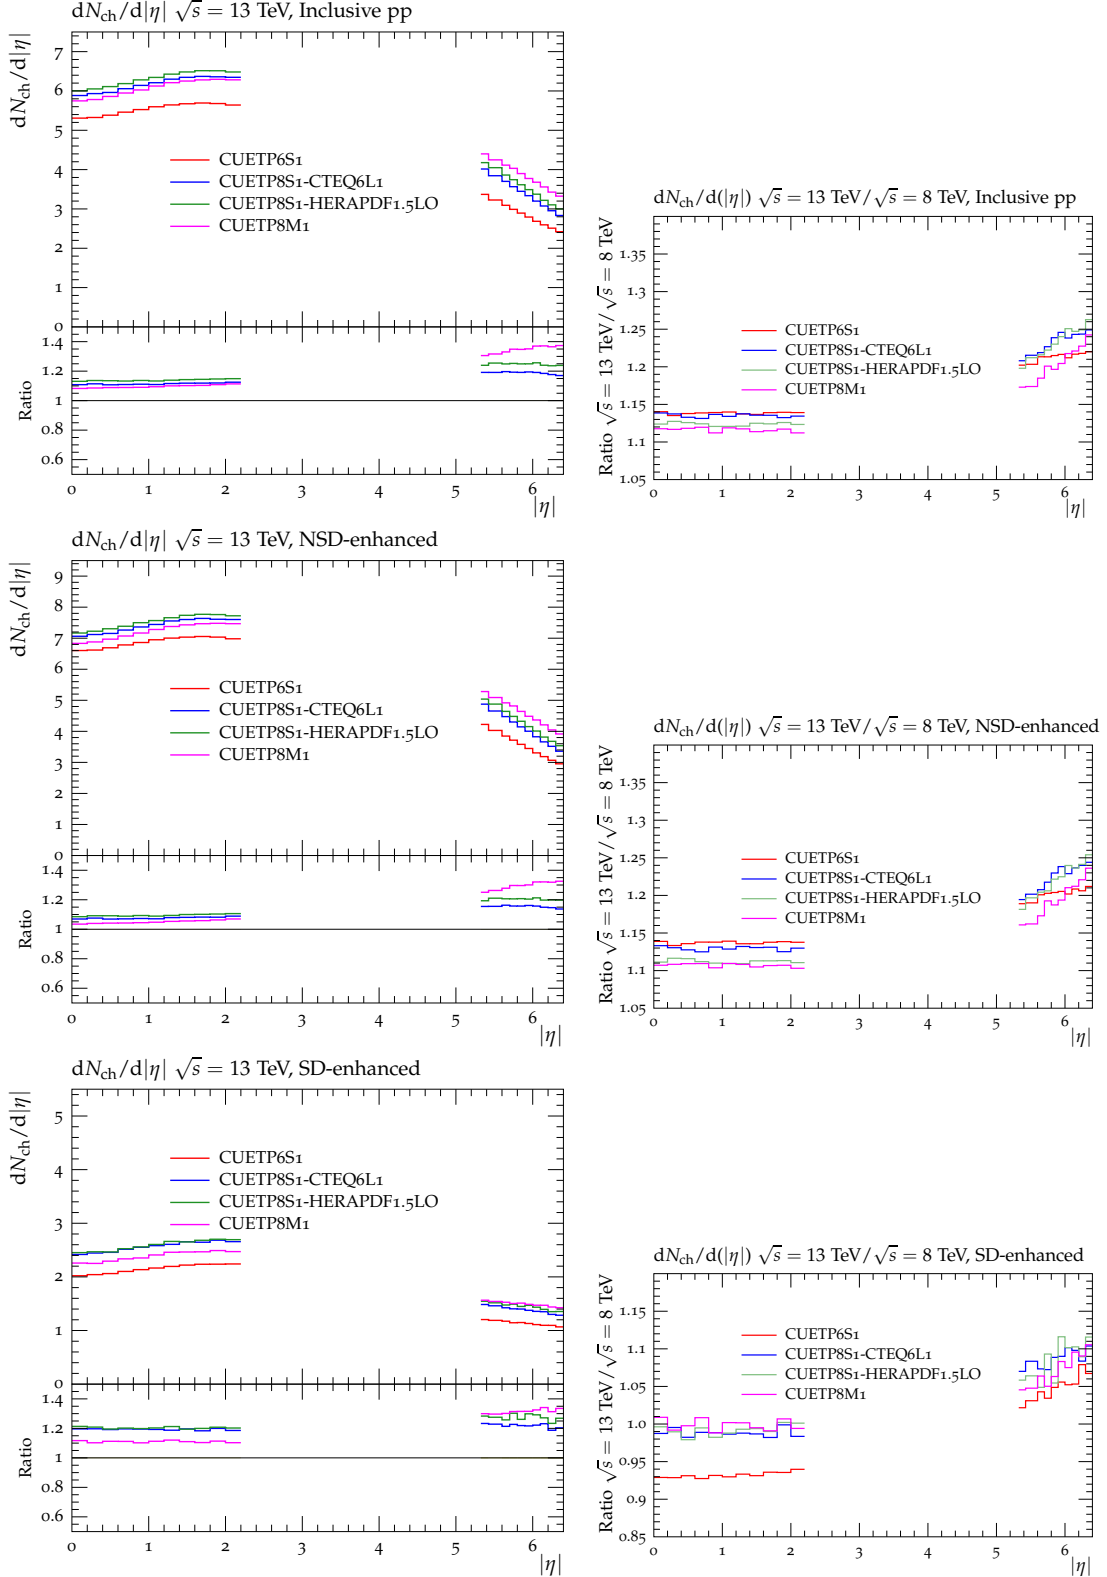 dN_ch/d|η| √s = 13 TeV, Inclusive pp
dN_ch/d|η|
7
6
5
4
3
2
1
0
CUETP6S1
CUETP8S1-CTEQ6L1
CUETP8S1-HERAPDF1.5LO
CUETP8M1
Ratio
1.4
1.2
1
0.8
0.6
0 1 2 3 4 5 6
|η|
dN_ch/d(|η|) √s = 13 TeV/√s = 8 TeV, Inclusive pp
Ratio √s = 13 TeV/√s = 8 TeV
1.35
1.3
1.25
1.2
1.15
1.1
1.05
CUETP6S1
CUETP8S1-CTEQ6L1
CUETP8S1-HERAPDF1.5LO
CUETP8M1
0 1 2 3 4 5 6
|η|
dN_ch/d|η| √s = 13 TeV, NSD-enhanced
dN_ch/d|η|
9
8
7
6
5
4
3
2
1
0
CUETP6S1
CUETP8S1-CTEQ6L1
CUETP8S1-HERAPDF1.5LO
CUETP8M1
Ratio
1.4
1.2
1
0.8
0.6
0 1 2 3 4 5 6
|η|
dN_ch/d(|η|) √s = 13 TeV/√s = 8 TeV, NSD-enhanced
Ratio √s = 13 TeV/√s = 8 TeV
1.35
1.3
1.25
1.2
1.15
1.1
1.05
CUETP6S1
CUETP8S1-CTEQ6L1
CUETP8S1-HERAPDF1.5LO
CUETP8M1
0 1 2 3 4 5 6
|η|
dN_ch/d|η| √s = 13 TeV, SD-enhanced
dN_ch/d|η|
5
4
3
2
1
0
CUETP6S1
CUETP8S1-CTEQ6L1
CUETP8S1-HERAPDF1.5LO
CUETP8M1
Ratio
1.4
1.2
1
0.8
0.6
0 1 2 3 4 5 6
|η|
dN_ch/d(|η|) √s = 13 TeV/√s = 8 TeV, SD-enhanced
Ratio √s = 13 TeV/√s = 8 TeV
1.15
1.1
1.05
1.0
0.95
0.9
0.85
CUETP6S1
CUETP8S1-CTEQ6L1
CUETP8S1-HERAPDF1.5LO
CUETP8M1
0 1 2 3 4 5 6
|η|